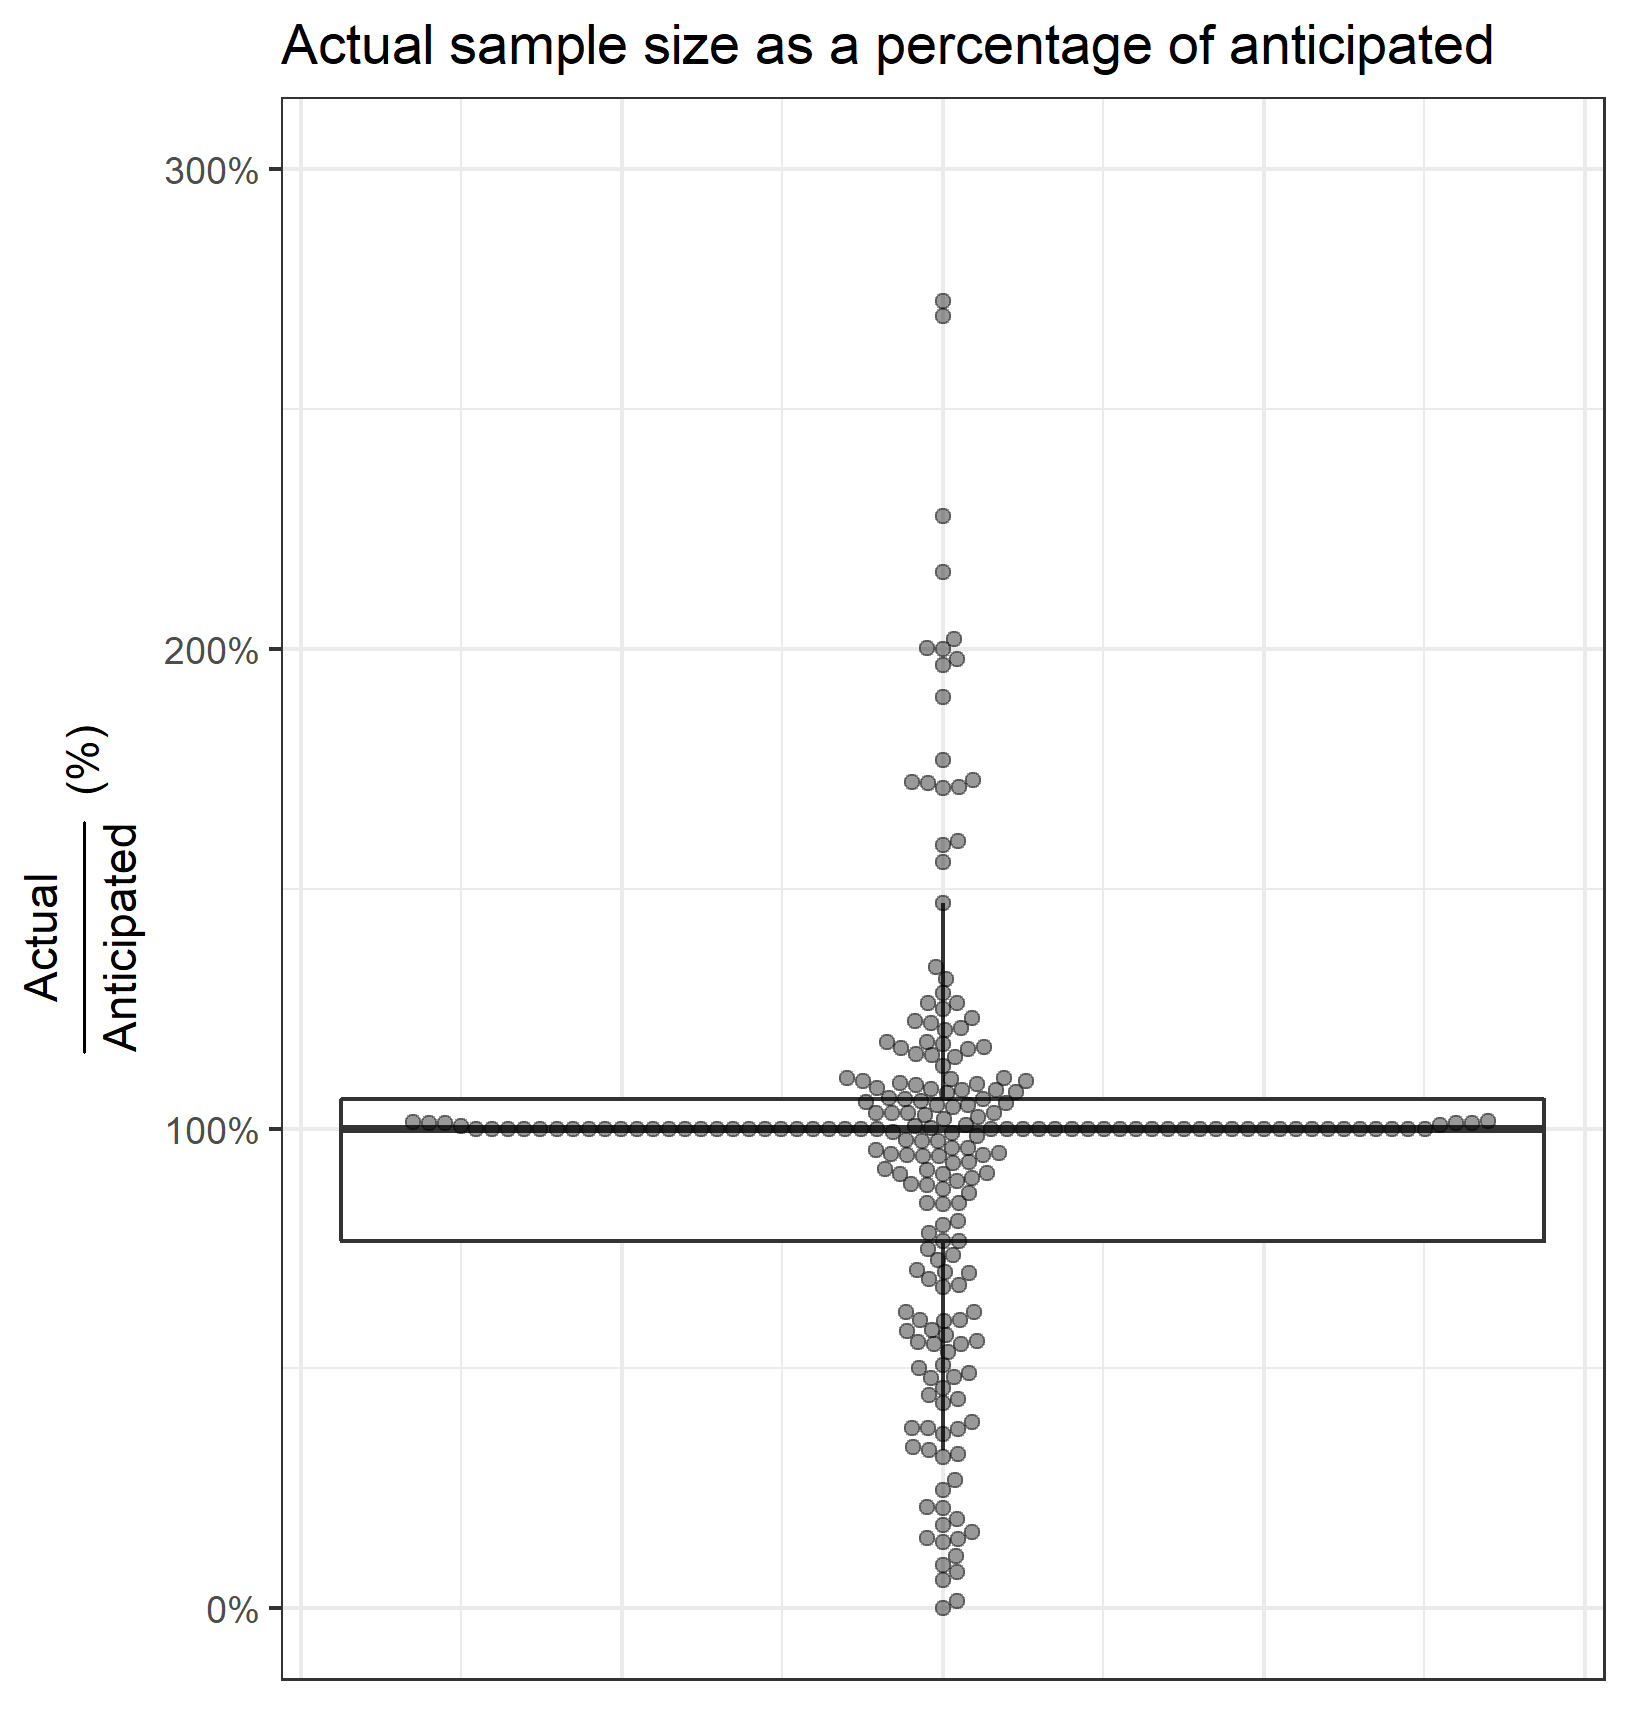 Actual sample size as a percentage of anticipated
300%
200%
100%
0%
Actual
Anticipated
(%)